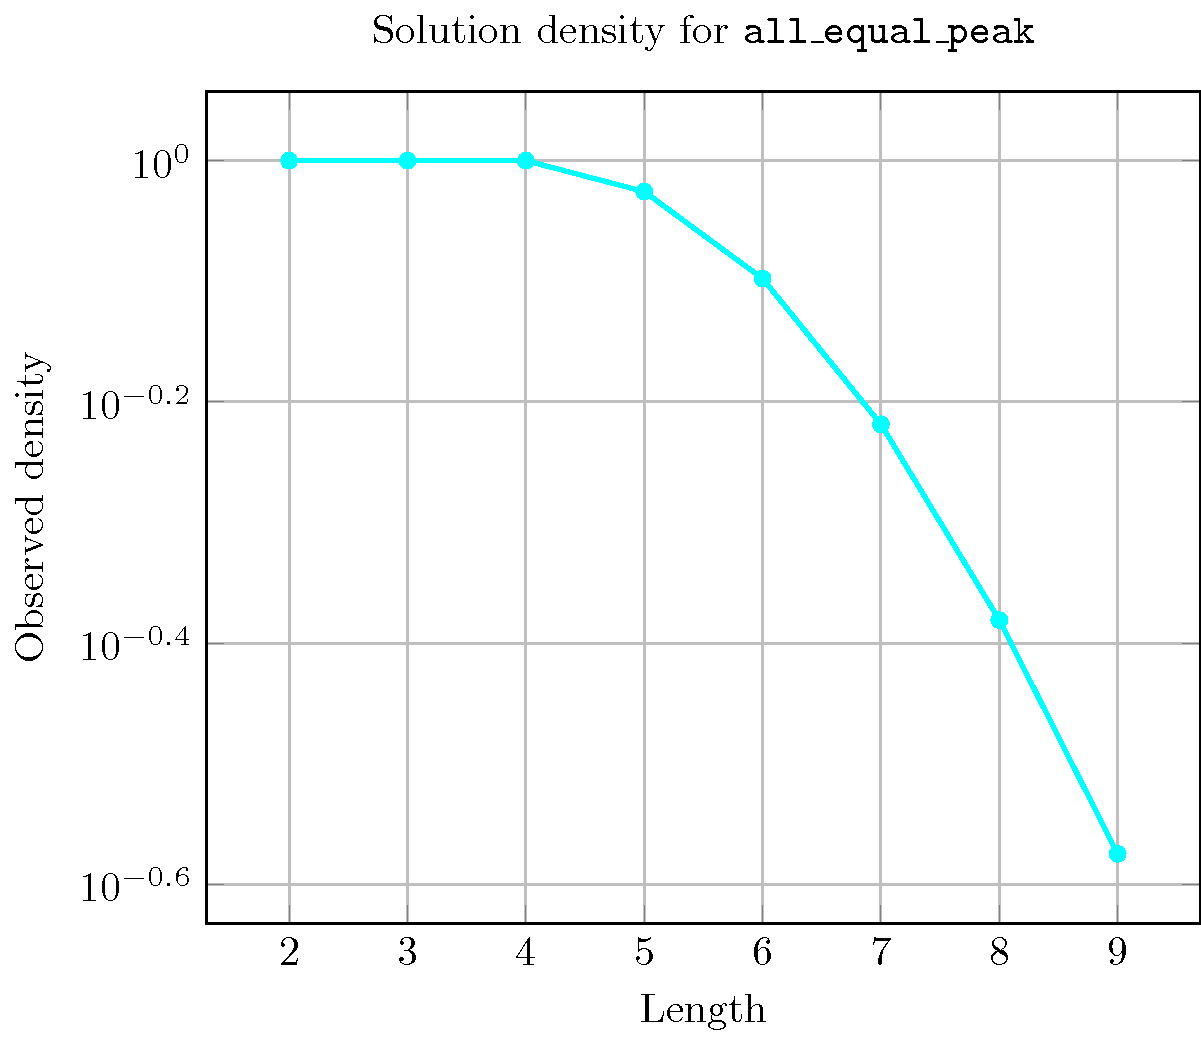 Solution density for all_equal_peak
10^0
10^−0.2
10^−0.4
10^−0.6
Observed density
2 3 4 5 6 7 8 9
Length